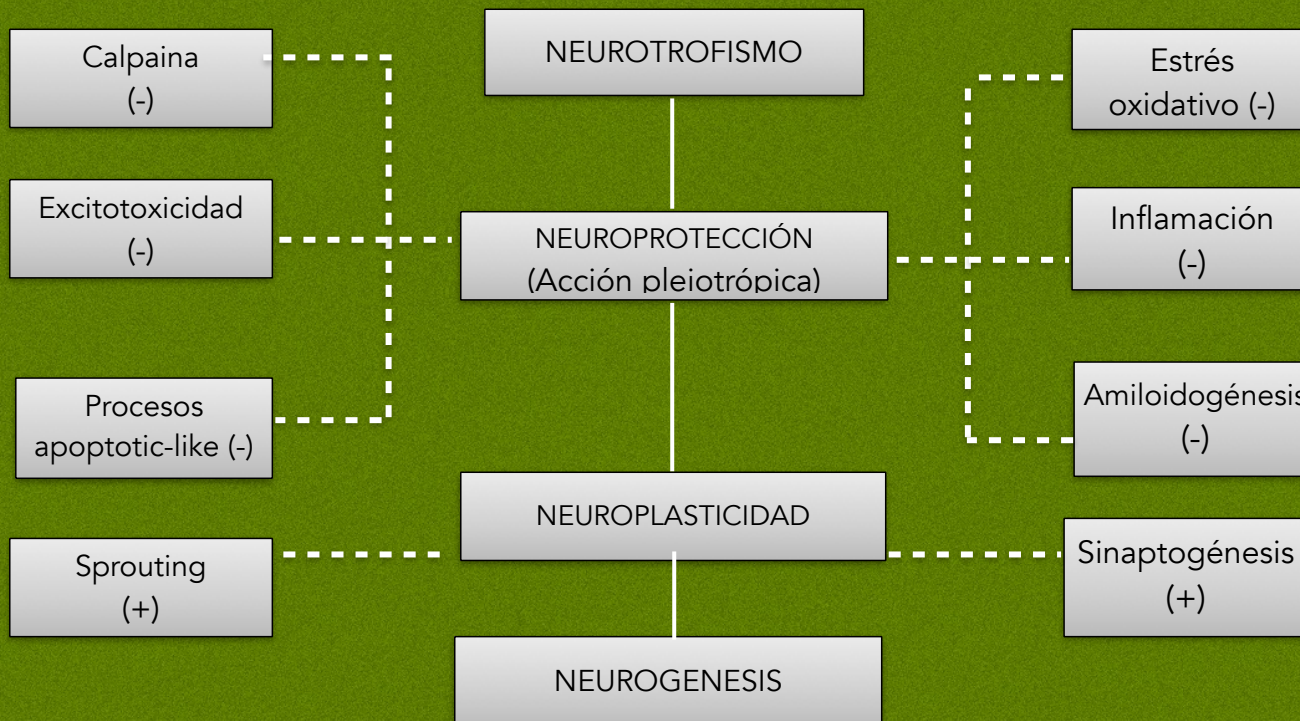 NEUROTROFISMO
Calpaina
(-)
Estrés
oxidativo (-)
Excitotoxicidad
(-)
NEUROPROTECCIÓN
(Acción pleiotrópica)
Inflamación
(-)
Procesos
apoptotic-like (-)
Amiloidogénesis
(-)
NEUROPLASTICIDAD
Sprouting
(+)
Sinaptogénesis
(+)
NEUROGENESIS